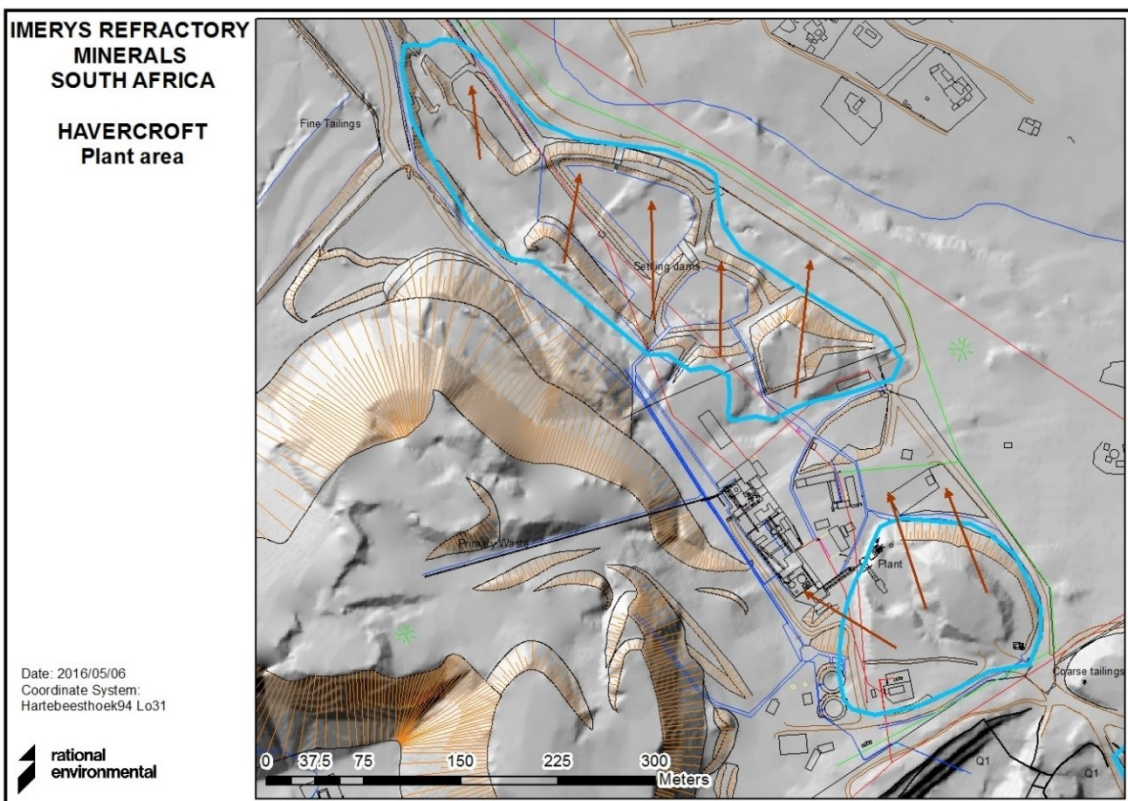 IMERYS REFRACTORY
MINERALS
SOUTH AFRICA
HAVERCROFT
Plant area
Fine Tailings
Settling dams
Primary Waste
Plant
Coarse tailings
Q1
Q1
Date: 2016/05/06
Coordinate System:
Hartebeesthoek94 Lo31
rational
environmental
0 37.5 75 150 225 300
Meters